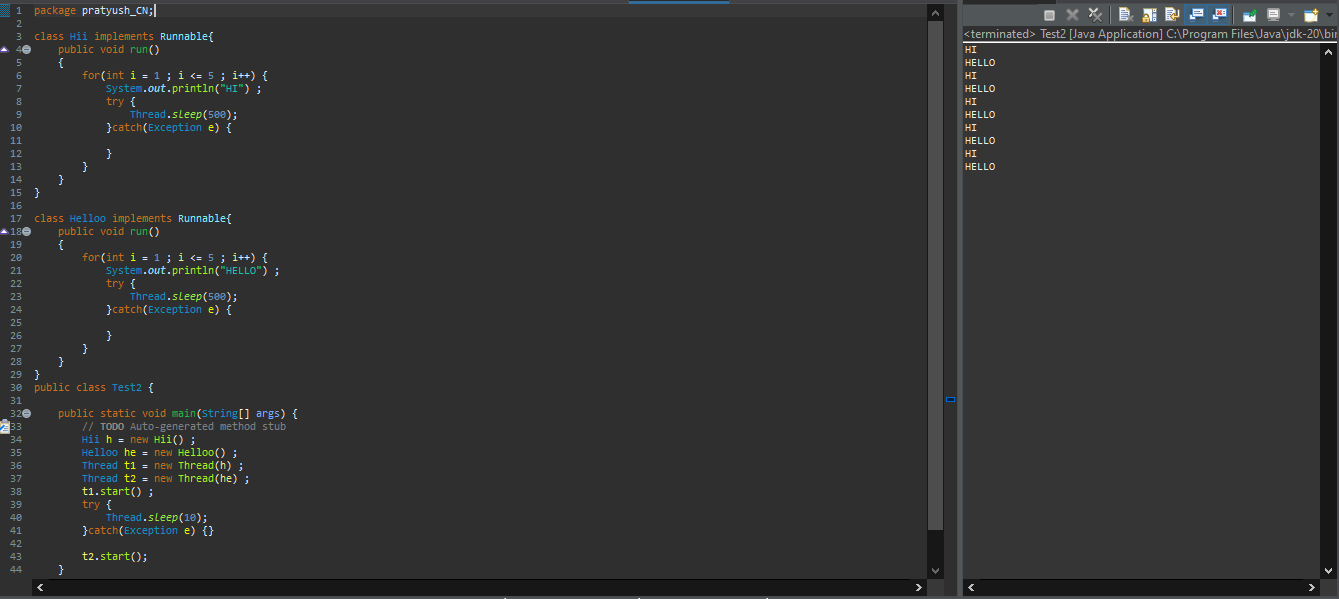 1 package pratyush_CN;
2
3 class Hii implements Runnable{
4 public void run()
5 {
6 for(int i = 1 ; i <= 5 ; i++) {
7 System.out.println("HI") ;
8 try {
9 Thread.sleep(500);
10 }catch(Exception e) {
11
12 }
13 }
14 }
15 }
16
17 class Helloo implements Runnable{
18 public void run()
19 {
20 for(int i = 1 ; i <= 5 ; i++) {
21 System.out.println("HELLO") ;
22 try {
23 Thread.sleep(500);
24 }catch(Exception e) {
25
26 }
27 }
28 }
29 }
30 public class Test2 {
31
32 public static void main(String[] args) {
33 // TODO Auto-generated method stub
34 Hii h = new Hii() ;
35 Helloo he = new Helloo() ;
36 Thread t1 = new Thread(h) ;
37 Thread t2 = new Thread(he) ;
38 t1.start() ;
39 try {
40 Thread.sleep(10);
41 }catch(Exception e) {}
42
43 t2.start();
44 }
<terminated> Test2 [Java Application] C:\Program Files\Java\jdk-20\bin
HI
HELLO
HI
HELLO
HI
HELLO
HI
HELLO
HI
HELLO